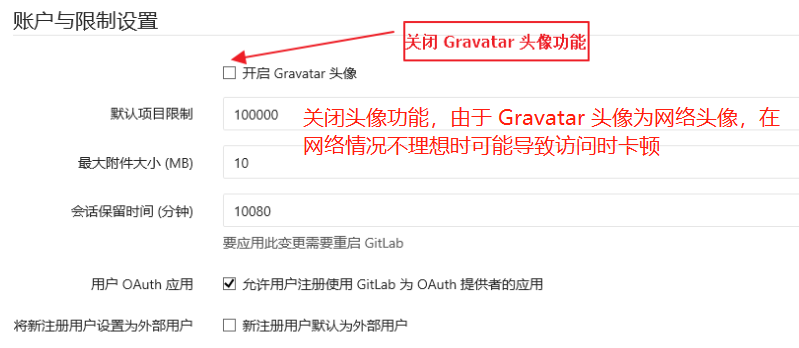 账户与限制设置
关闭 Gravatar 头像功能
开启 Gravatar 头像
默认项目限制
100000
关闭头像功能，由于 Gravatar 头像为网络头像，在
网络情况不理想时可能导致访问时卡顿
最大附件大小 (MB)
10
会话保留时间 (分钟)
10080
要应用此变更需要重启 GitLab
用户 OAuth 应用
允许用户注册使用 GitLab 为 OAuth 提供者的应用
将新注册用户设置为外部用户
新注册用户默认为外部用户